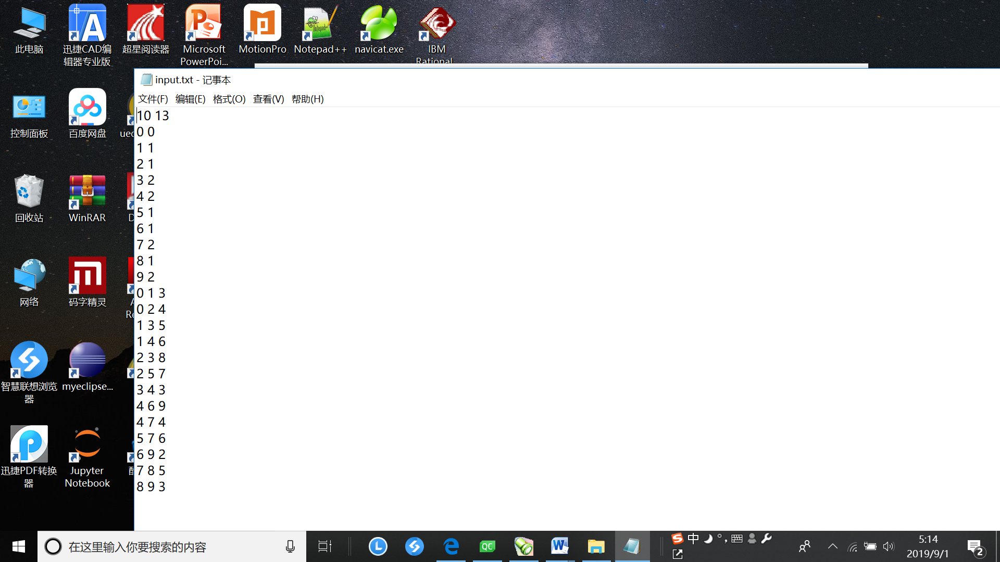 此电脑
迅捷CAD编
辑器专业版
超星阅读器
Microsoft
PowerPoi...
MotionPro
Notepad++
navicat.exe
IBM
Rational
input.txt - 记事本
文件(F) 编辑(E) 格式(O) 查看(V) 帮助(H)
10 13
0 0
1 1
2 1
3 2
4 2
5 1
6 1
7 2
8 1
9 2
0 1 3
0 2 4
1 3 5
1 4 6
2 3 8
2 5 7
3 4 3
4 6 9
4 7 4
5 7 6
6 9 2
7 8 5
8 9 3
控制面板
百度网盘
回收站
WinRAR
网络
码字精灵
智慧联想浏览
器
myeclipse...
迅捷PDF转换
器
Jupyter
Notebook
在这里输入你要搜索的内容
QC
中
5:14
2019/9/1
2